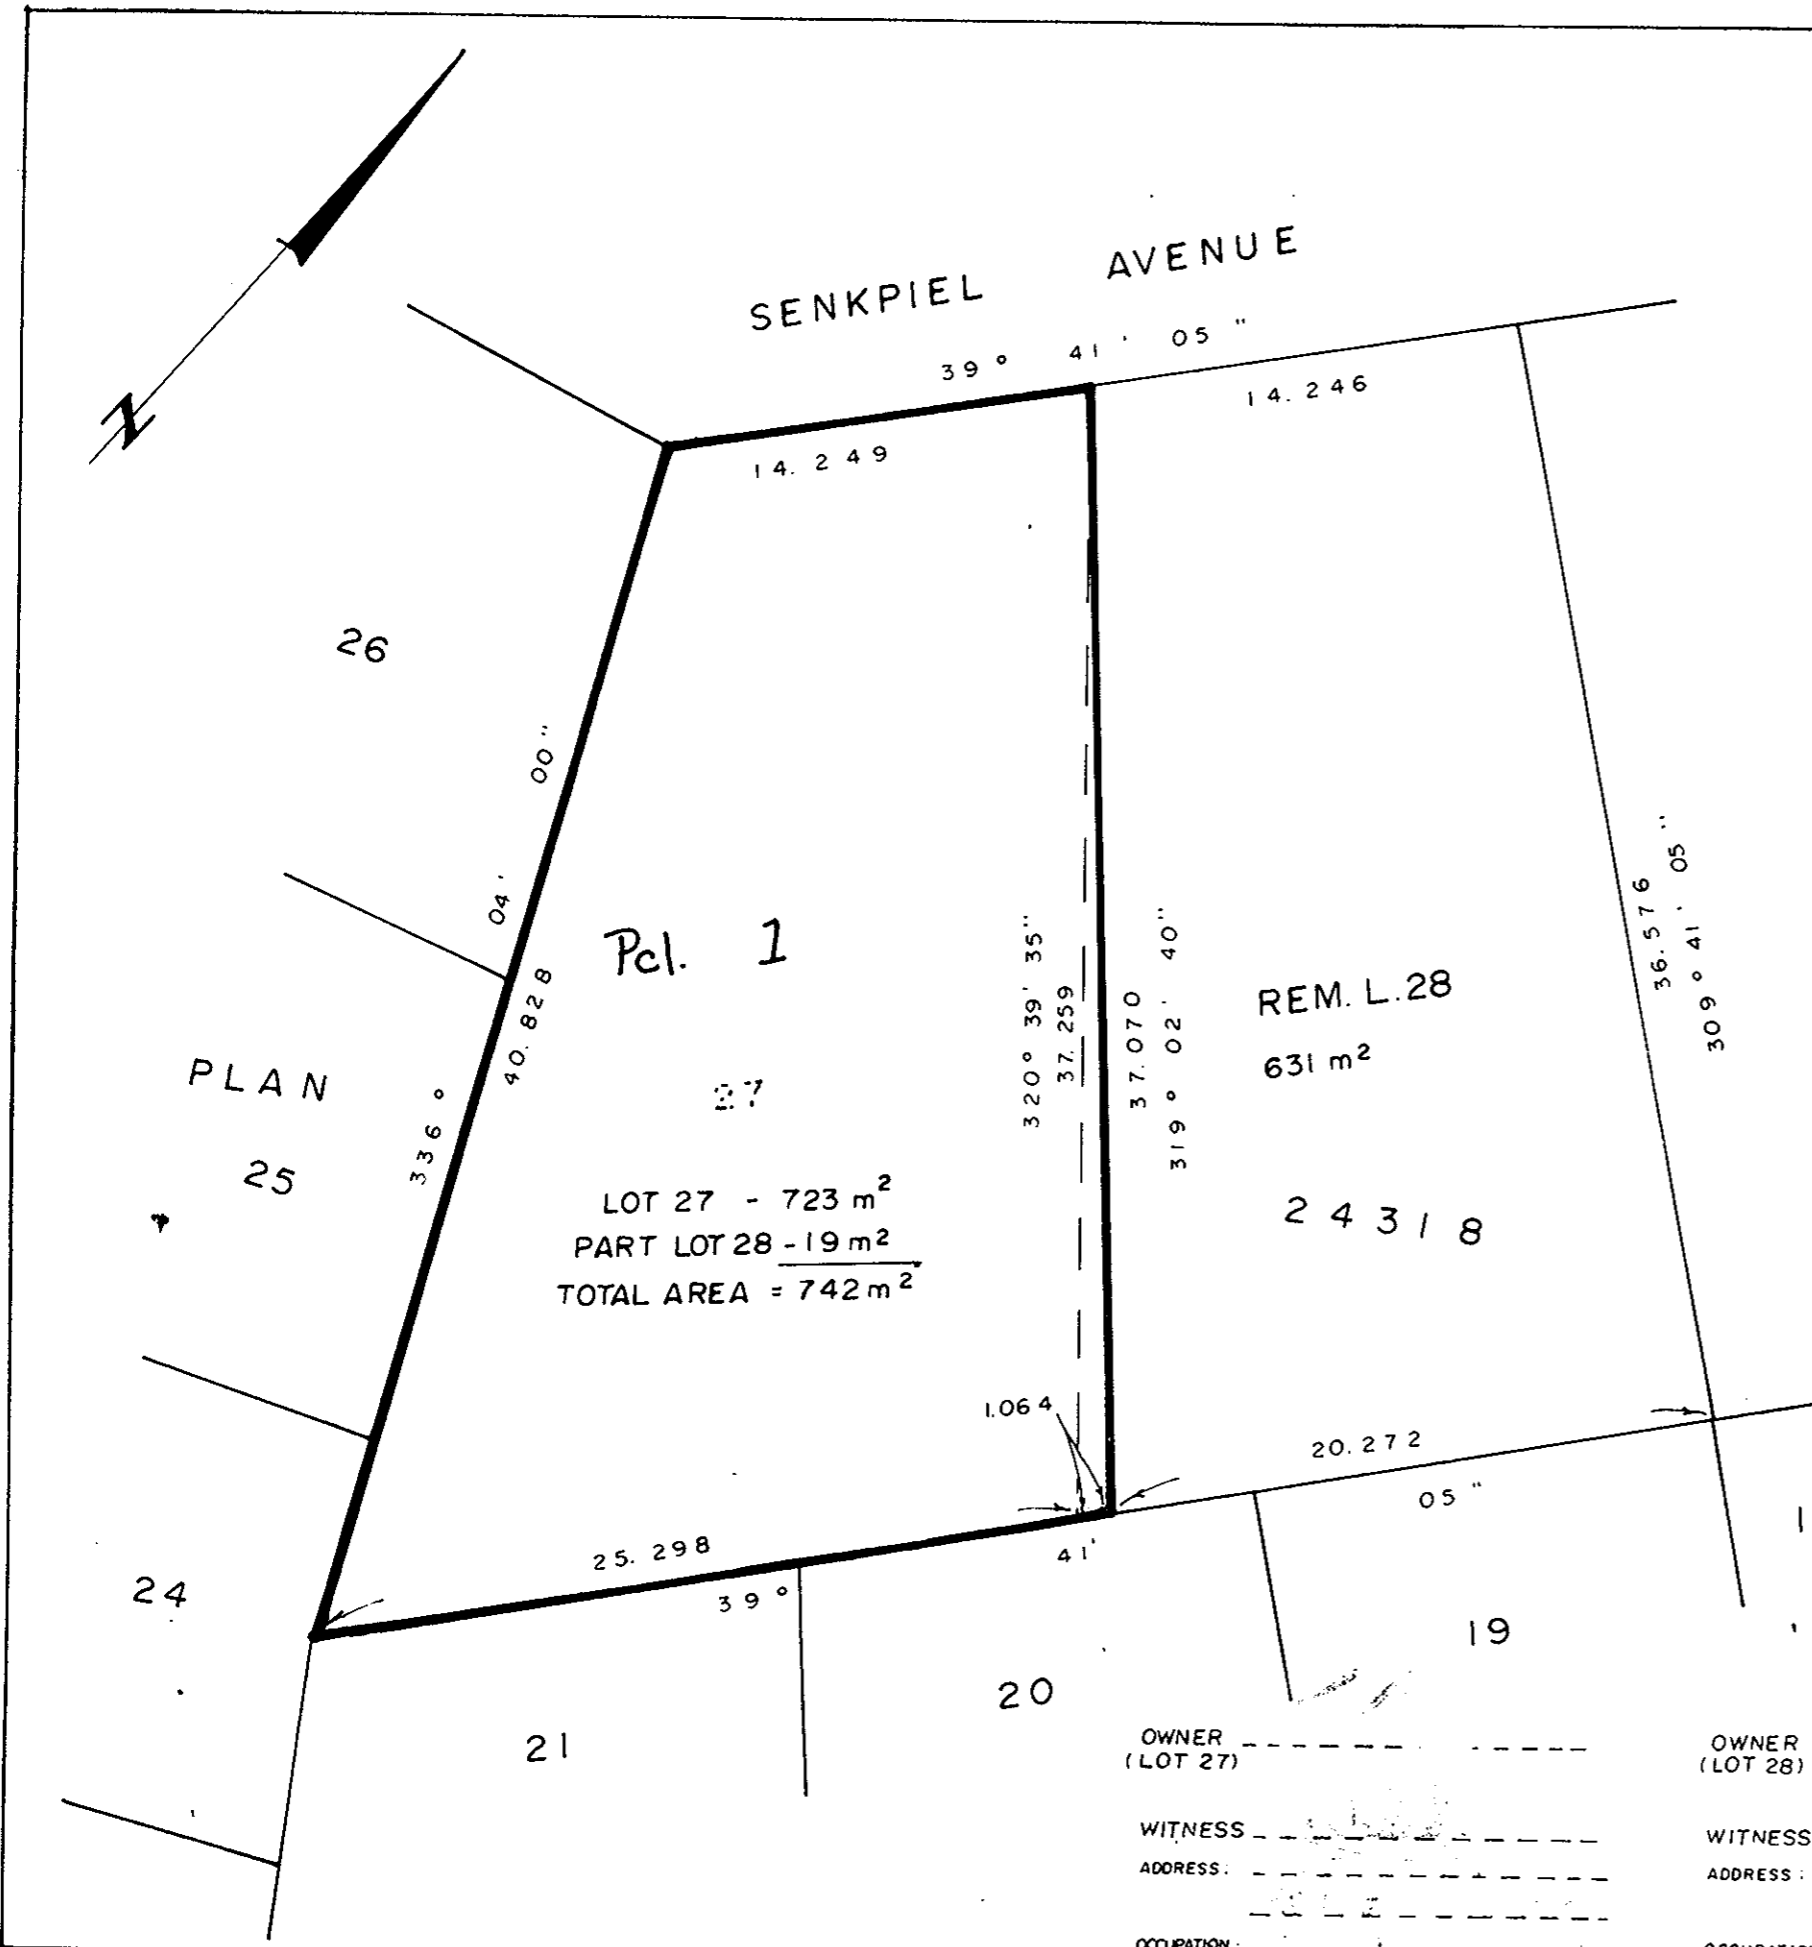 N
SENKPIEL AVENUE
39° 41' 05"
14.249
14.246
26
336° 04' 00"
40.828
Pcl. 1
27
320° 39' 35"
37.259
37.070
319° 02' 40"
REM. L. 28
631 m²
36.576
309° 41' 05"
PLAN
24318
25
LOT 27 - 723 m²
PART LOT 28 - 19 m²
TOTAL AREA = 742 m²
1.064
20.272
25.298
39° 41' 05"
24
19
20
21
1
OWNER
(LOT 27)
OWNER
(LOT 28)
WITNESS
WITNESS
ADDRESS:
ADDRESS:
OCCUPATION: